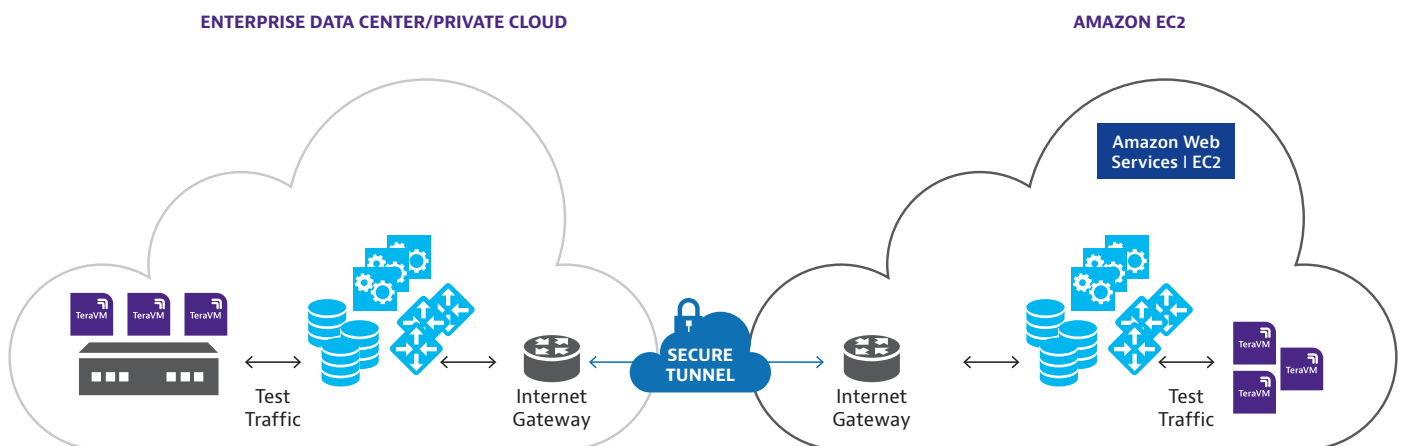 ENTERPRISE DATA CENTER/PRIVATE CLOUD
AMAZON EC2
Amazon Web
Services | EC2
TeraVM
TeraVM
TeraVM
Test
Traffic
Internet
Gateway
SECURE
TUNNEL
Internet
Gateway
Test
Traffic
TeraVM
TeraVM
TeraVM